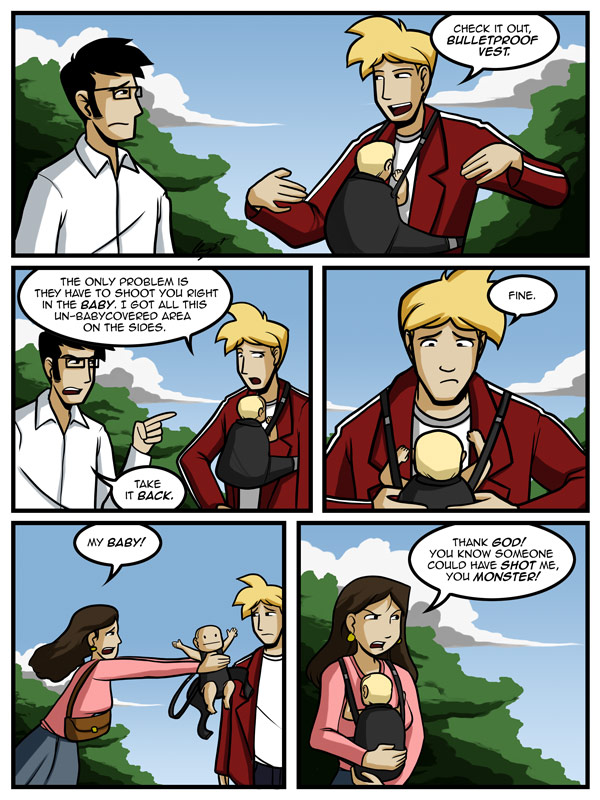 CHECK IT OUT,
BULLETPROOF
VEST.
THE ONLY PROBLEM IS
THEY HAVE TO SHOOT YOU RIGHT
IN THE BABY. I GOT ALL THIS
UN-BABYCOVERED AREA
ON THE SIDES.
TAKE
IT BACK.
FINE.
MY BABY!
THANK GOD!
YOU KNOW SOMEONE
COULD HAVE SHOT ME,
YOU MONSTER!